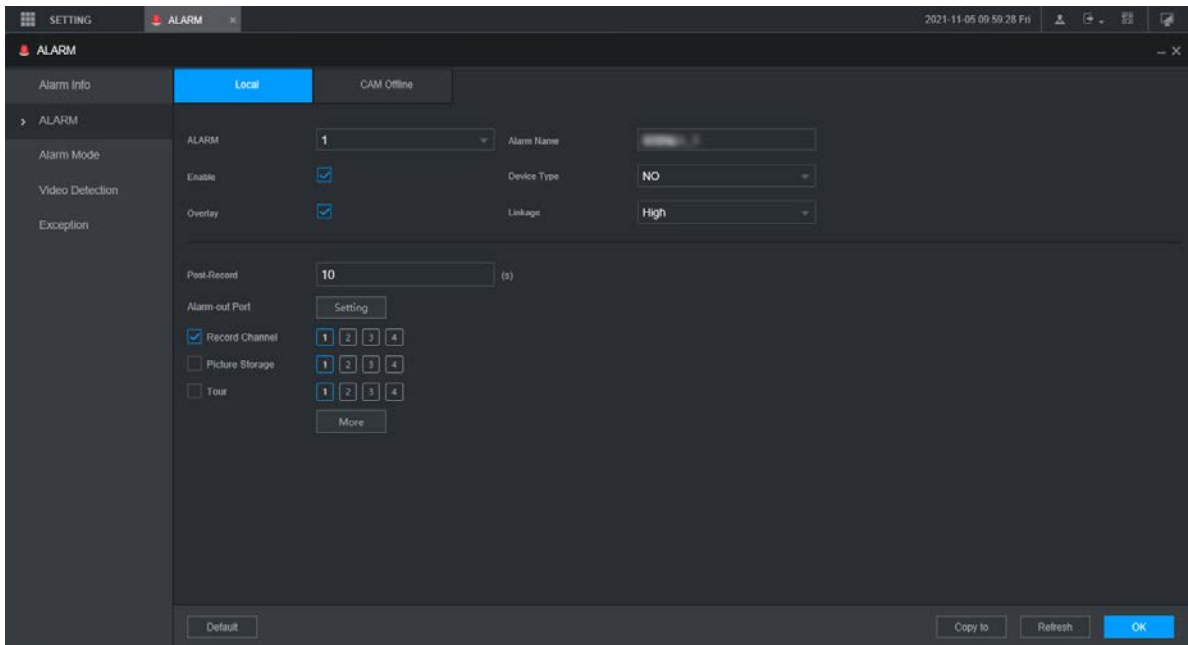 SETTING ALARM × 2021-11-05 09:59:28 Fri
ALARM
Alarm Info
ALARM
Alarm Mode
Video Detection
Exception
Local CAM Offline
ALARM 1 Alarm Name
Enable Device Type NO
Overlay Linkage High
Post-Record 10 (s)
Alarm-out Port Setting
Record Channel 1 2 3 4
Picture Storage 1 2 3 4
Tour 1 2 3 4
More
Default Copy to Refresh OK